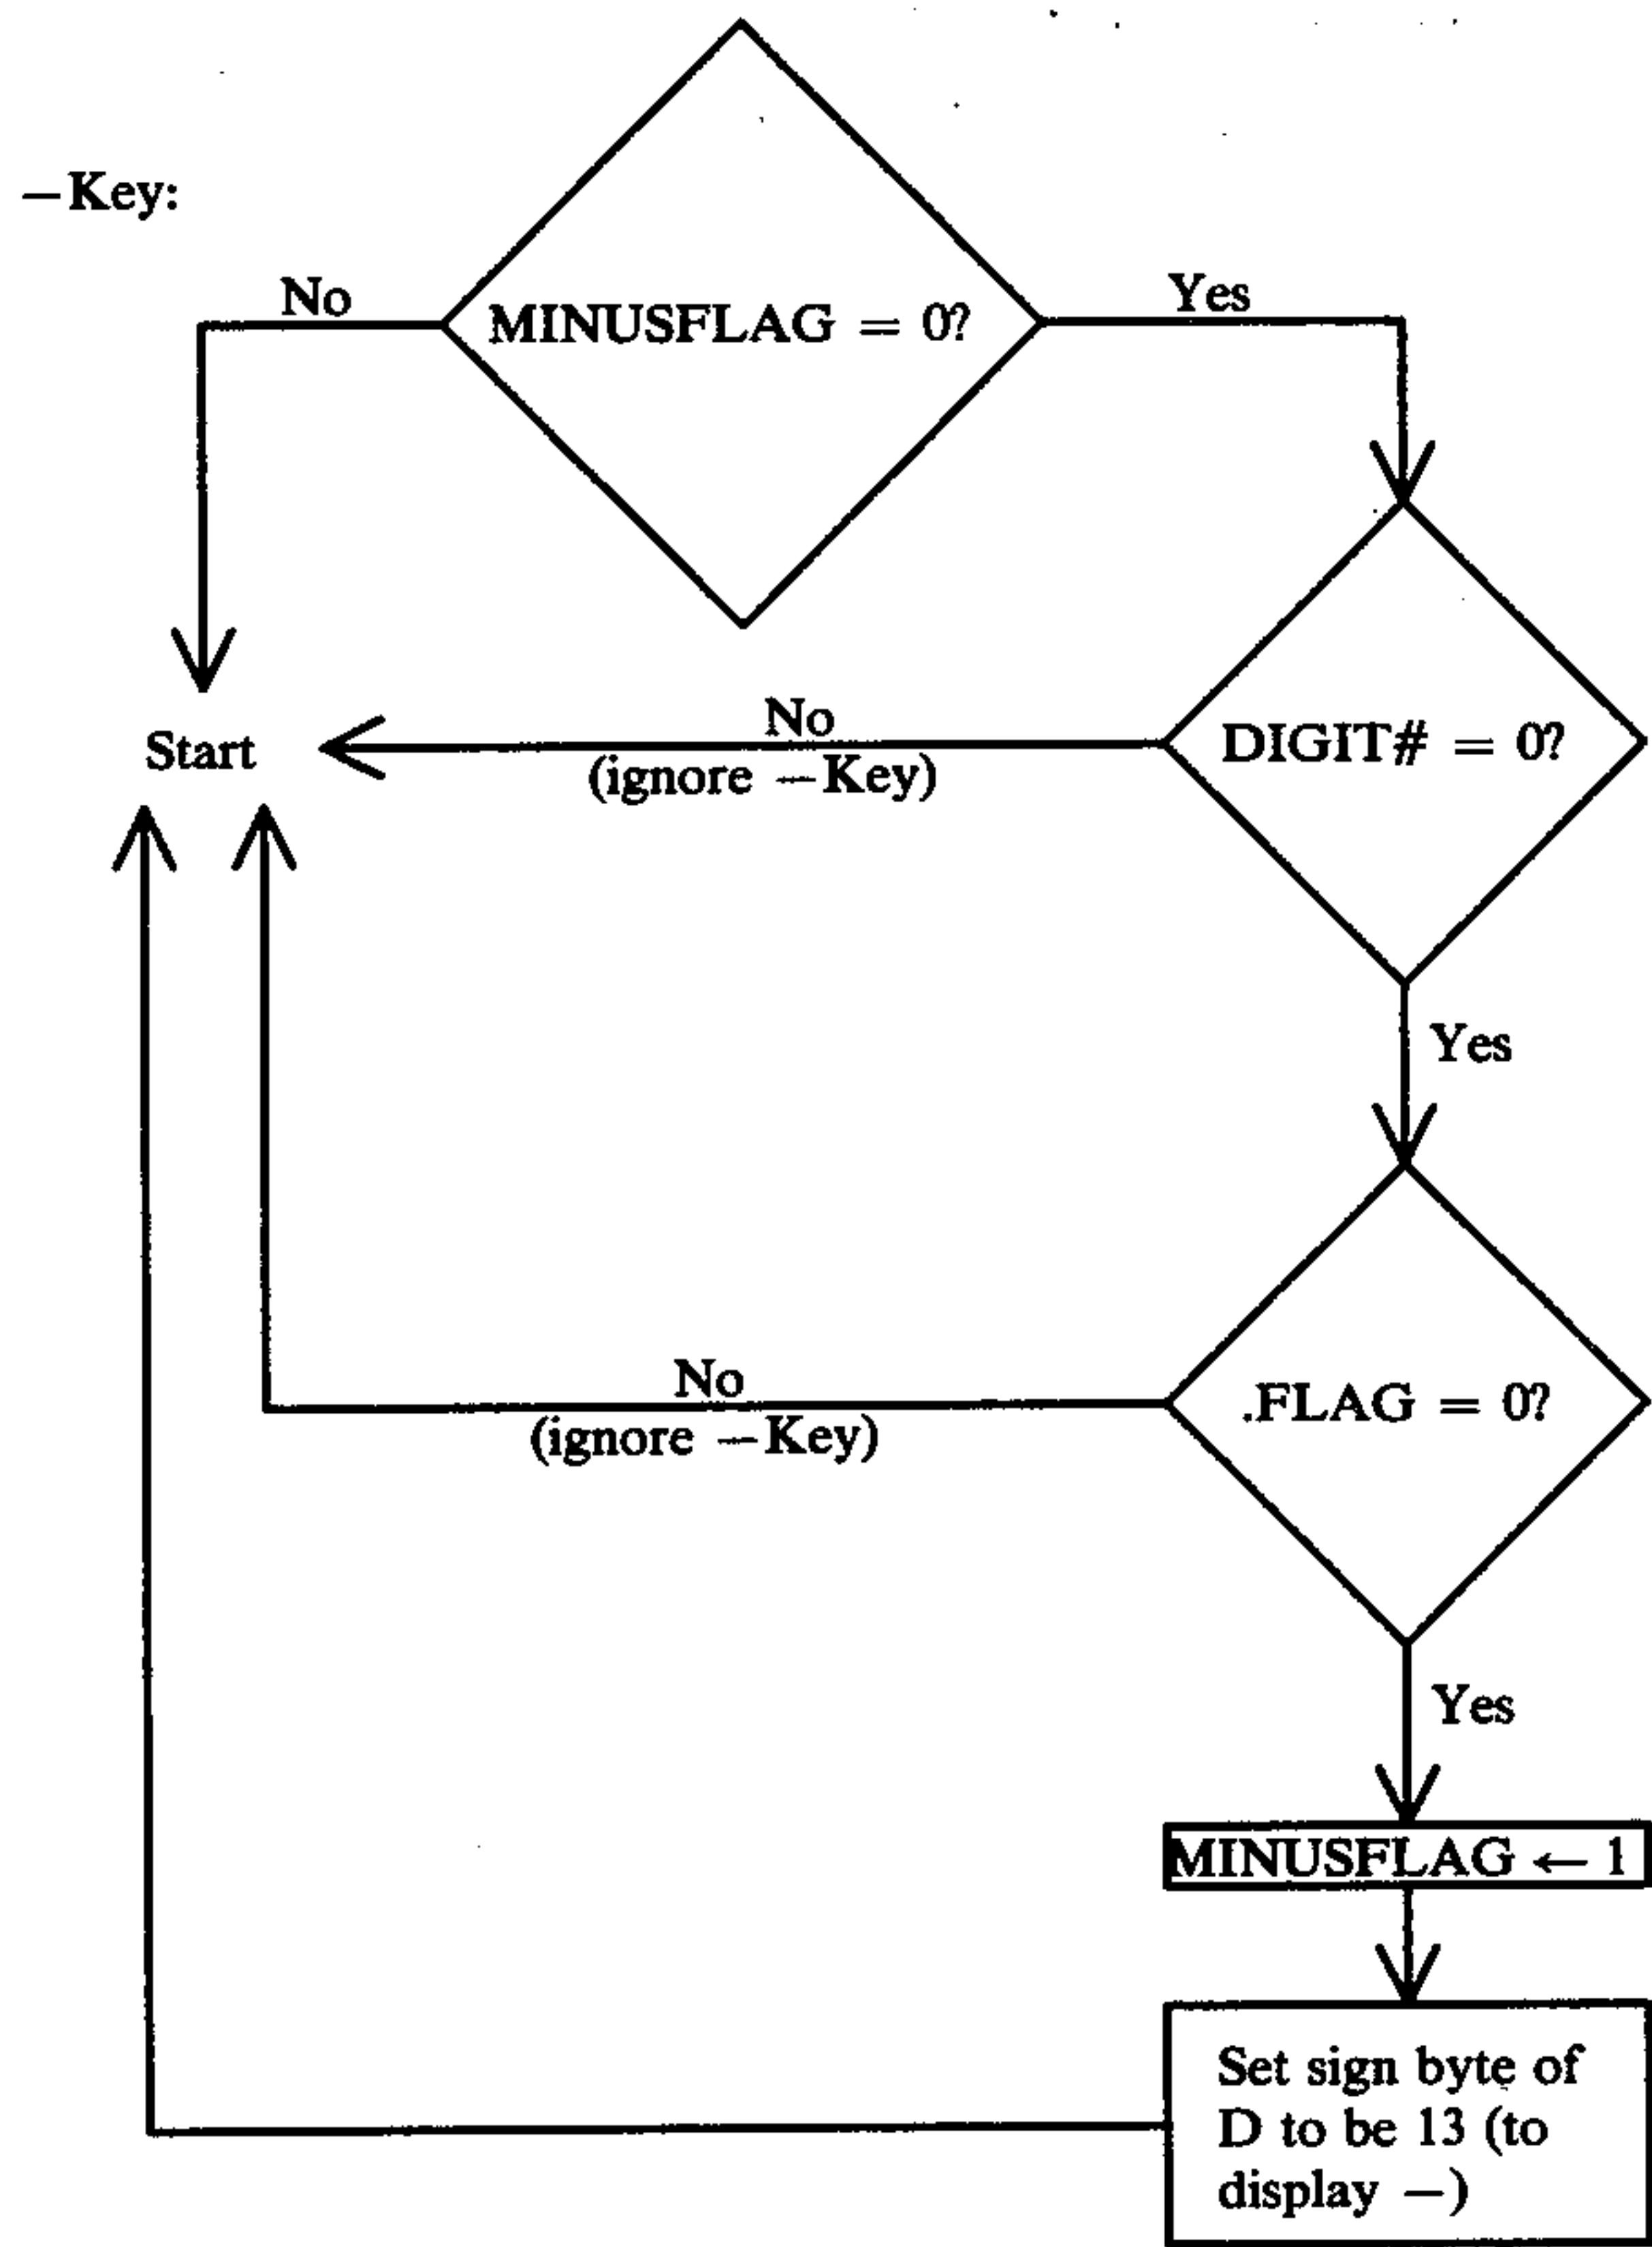 —Key:
No
MINUSFLAG = 0?
Yes
Start
No
(ignore —Key)
DIGIT# = 0?
Yes
No
(ignore —Key)
.FLAG = 0?
Yes
MINUSFLAG ← 1
Set sign byte of
D to be 13 (to
display —)